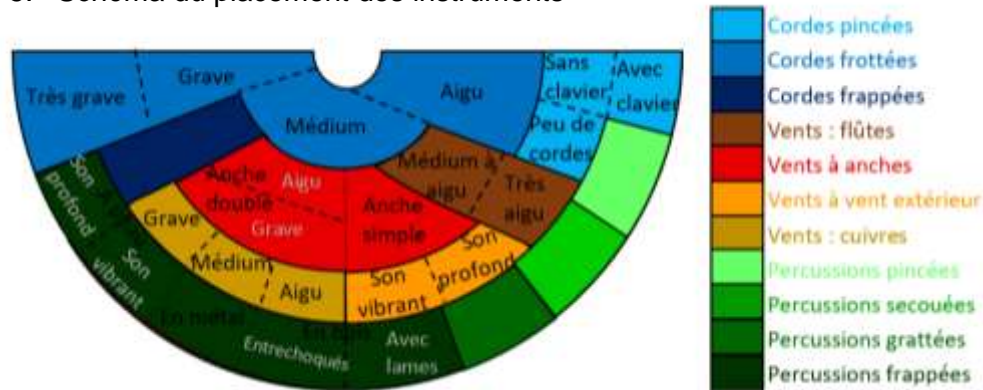 3. Schéma du placement des instruments
Très grave
Grave
Médium
Aigu
Sans
clavier
Avec
clavier
Peu de
cordes
Médium à
aigu
Très
aigu
Anche
double
Aigu
Grave
Anche
simple
Grave
Médium
Aigu
Son
vibrant
Son
profond
Son
profond
Son
vibrant
En métal
En bois
Entrechoqués
Avec
lames
Cordes pincées
Cordes frottées
Cordes frappées
Vents : flûtes
Vents à anches
Vents à vent extérieur
Vents : cuivres
Percussions pincées
Percussions secouées
Percussions grattées
Percussions frappées